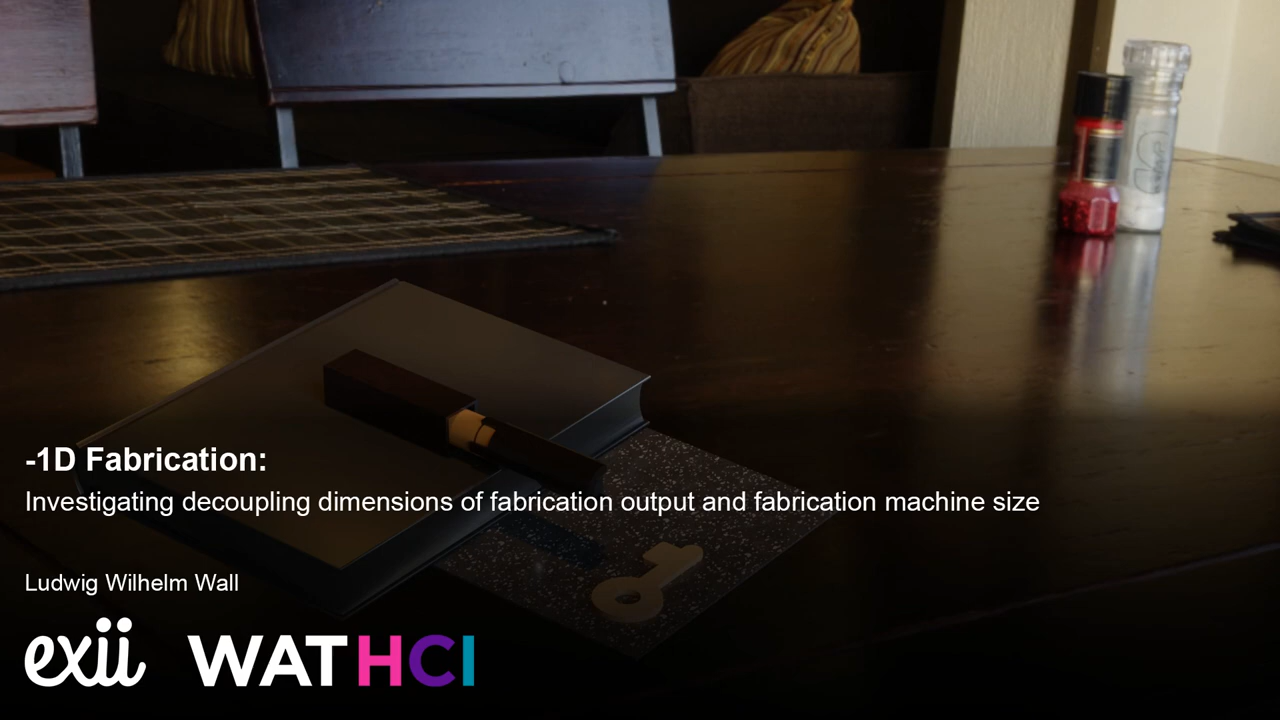 -1D Fabrication:
Investigating decoupling dimensions of fabrication output and fabrication machine size
Ludwig Wilhelm Wall
exii WATHCI